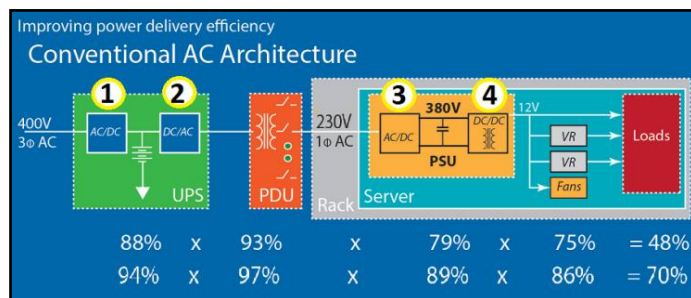 Improving power delivery efficiency
Conventional AC Architecture
1 2 3 4
400V
3Φ AC
AC/DC
DC/AC
UPS
PDU
230V
1Φ AC
Rack
Server
AC/DC
380V
PSU
DC/DC
12V
VR
VR
Fans
Loads
88% x 93% x 79% x 75% = 48%
94% x 97% x 89% x 86% = 70%